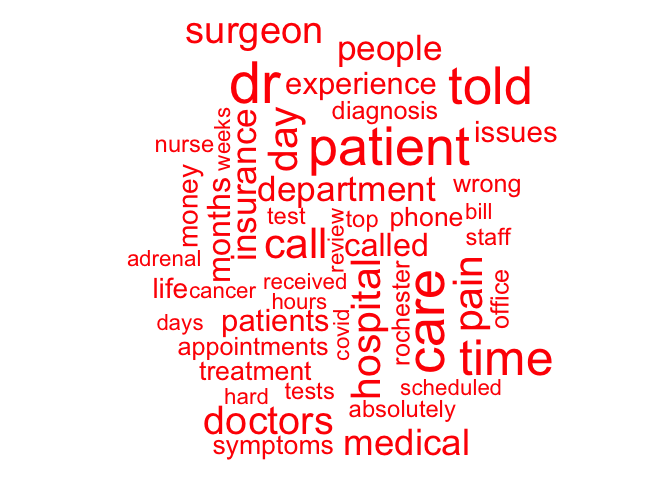 surgeon
people
dr
experience
told
diagnosis
nurse
weeks
insurance
day
patient
issues
money
months
department
wrong
test
review
top
phone
bill
call
called
staff
adrenal
life
cancer
received
hours
hospital
rochester
care
pain
office
days
patients
covid
time
appointments
treatment
hard
tests
scheduled
absolutely
doctors
symptoms
medical